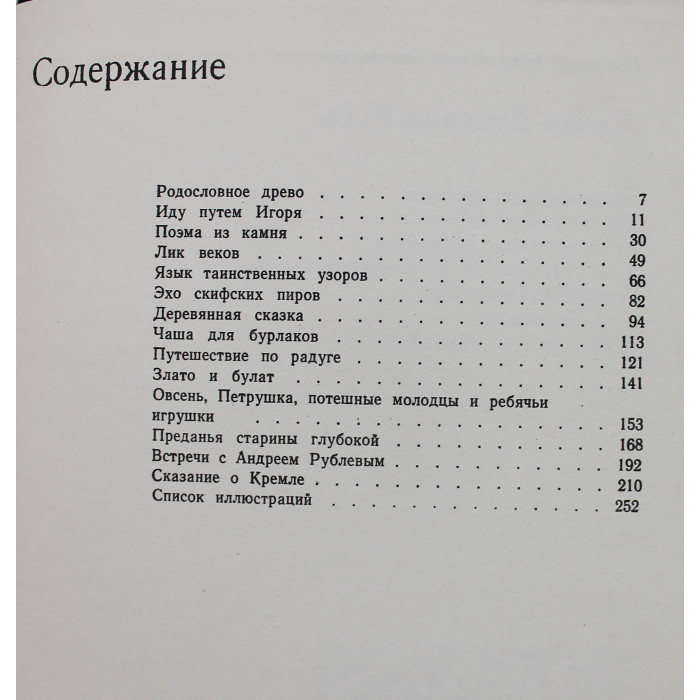 Содержание
Родословное древо . . . . . . . . . . . . . . . 7
Иду путем Игоря . . . . . . . . . . . . . . . 11
Поэма из камня . . . . . . . . . . . . . . . . 30
Лик веков . . . . . . . . . . . . . . . . . . 49
Язык таинственных узоров . . . . . . . . . . . . 66
Эхо скифских пиров . . . . . . . . . . . . . . 82
Деревянная сказка . . . . . . . . . . . . . . . 94
Чаша для бурлаков . . . . . . . . . . . . . . 113
Путешествие по радуге . . . . . . . . . . . . . 121
Злато и булат . . . . . . . . . . . . . . . . 141
Овсень, Петрушка, потешные молодцы и ребячьи
игрушки . . . . . . . . . . . . . . . . 153
Преданья старины глубокой . . . . . . . . . . . 168
Встречи с Андреем Рублевым . . . . . . . . . . . 192
Сказание о Кремле . . . . . . . . . . . . . . . 210
Список иллюстраций . . . . . . . . . . . . . . 252